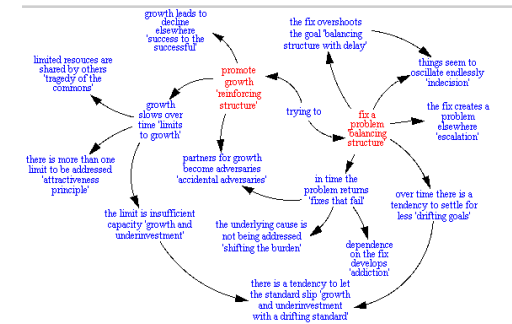 growth leads to
decline
elsewhere
'success to the
successful'
the fix overshoots
the goal 'balancing
structure with delay'
limited resouces are
shared by others
'tragedy of the
commons'
things seem to
oscillate endlessly
'indecision'
promote
growth
'reinforcing
structure'
growth
slows over
time 'limits
to growth'
trying to
fix a
problem
'balancing
structure'
the fix creates a
problem
elsewhere
'escalation'
there is more than one
limit to be addressed
'attractiveness
principle'
partners for growth
become adversaries
'accidental adversaries'
in time the
problem returns
'fixes that fail'
over time there is a
tendency to settle for
less 'drifting goals'
the limit is insufficient
capacity 'growth and
underinvestment'
the underlying cause is
not being addressed
'shifting the burden'
dependence
on the fix
develops
'addiction'
there is a tendency to let
the standard slip 'growth
and underinvestment
with a drifting standard'